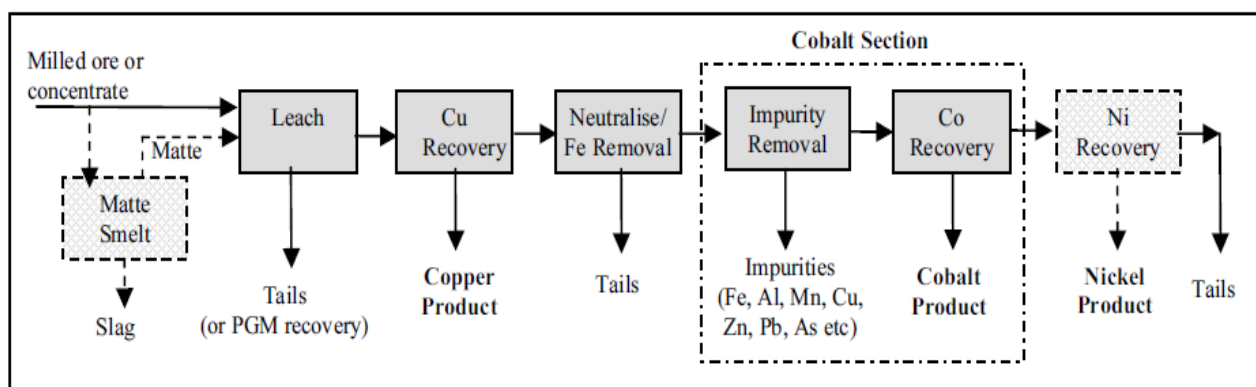 Cobalt Section
Milled ore or
concentrate
Leach
Cu
Recovery
Neutralise/
Fe Removal
Impurity
Removal
Co
Recovery
Ni
Recovery
Matte
Matte
Smelt
Slag
Tails
(or PGM recovery)
Copper
Product
Tails
Impurities
(Fe, Al, Mn, Cu,
Zn, Pb, As etc)
Cobalt
Product
Nickel
Product
Tails